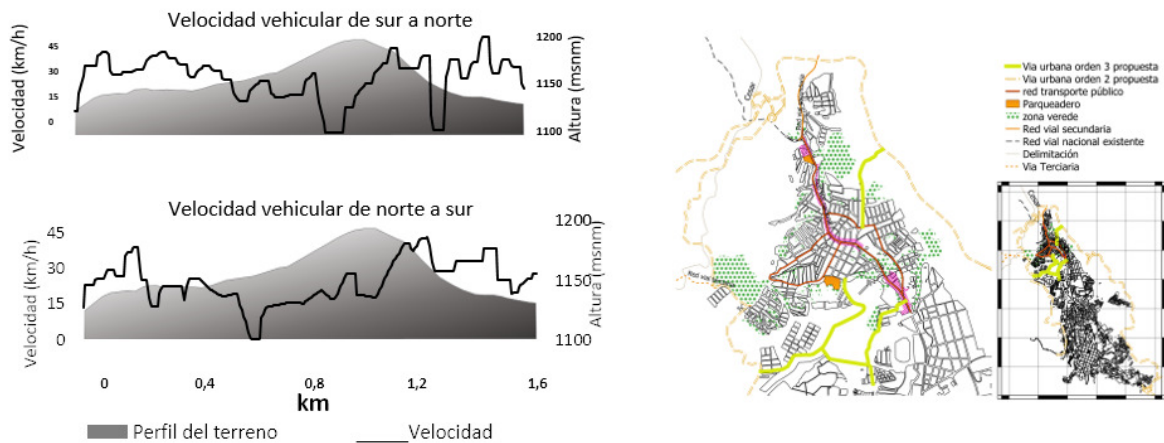 Velocidad vehicular de sur a norte
Velocidad (km/h)
45
30
15
0
1200
1150
1100
Altura (msnm)
Velocidad vehicular de norte a sur
Velocidad (km/h)
45
30
15
0
1200
1150
1100
Altura (msnm)
0 0,4 0.8 1.2 1,6
km
Perfil del terreno Velocidad
Via urbana orden 3 propuesta
Via urbana orden 2 propuesta
red transporte público
Parqueadero
zona verede
Red vial secundaria
Red vial nacional existente
Delimitación
Via Terciaria